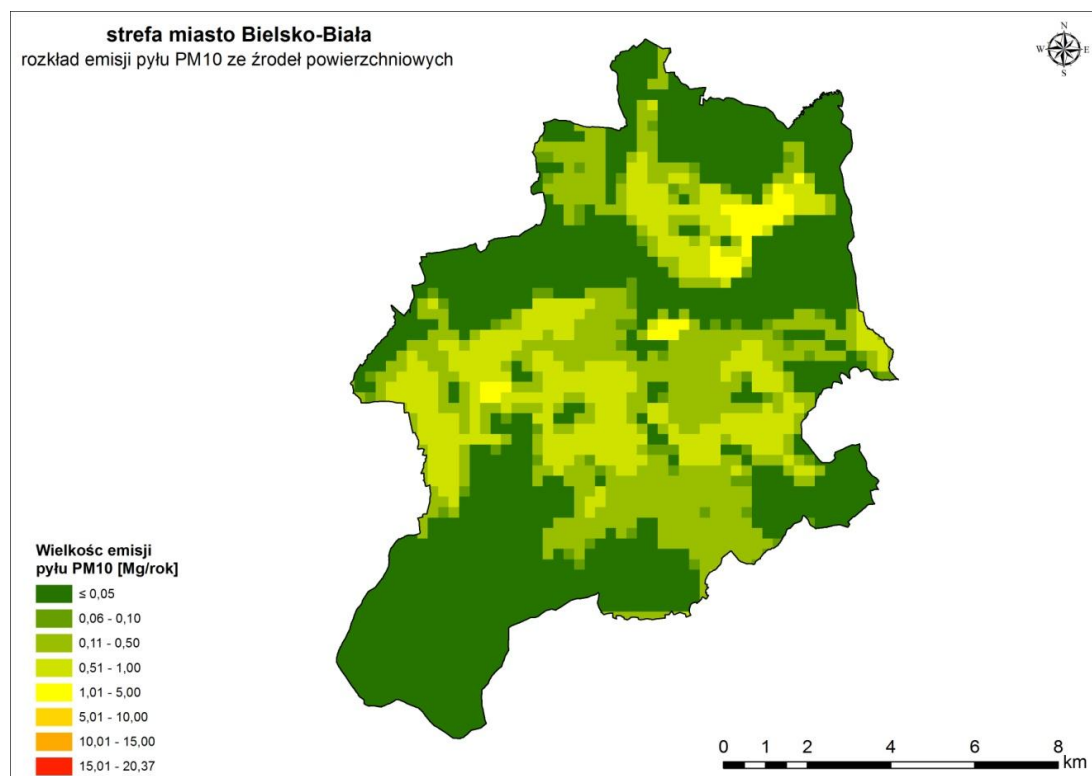 strefa miasto Bielsko-Biała
rozkład emisji pyłu PM10 ze źrodeł powierzchniowych
N
W
E
S
Wielkośc emisji
pyłu PM10 [Mg/rok]
≤ 0,05
0,06 - 0,10
0,11 - 0,50
0,51 - 1,00
1,01 - 5,00
5,01 - 10,00
10,01 - 15,00
15,01 - 20,37
0 1 2 4 6 8
km